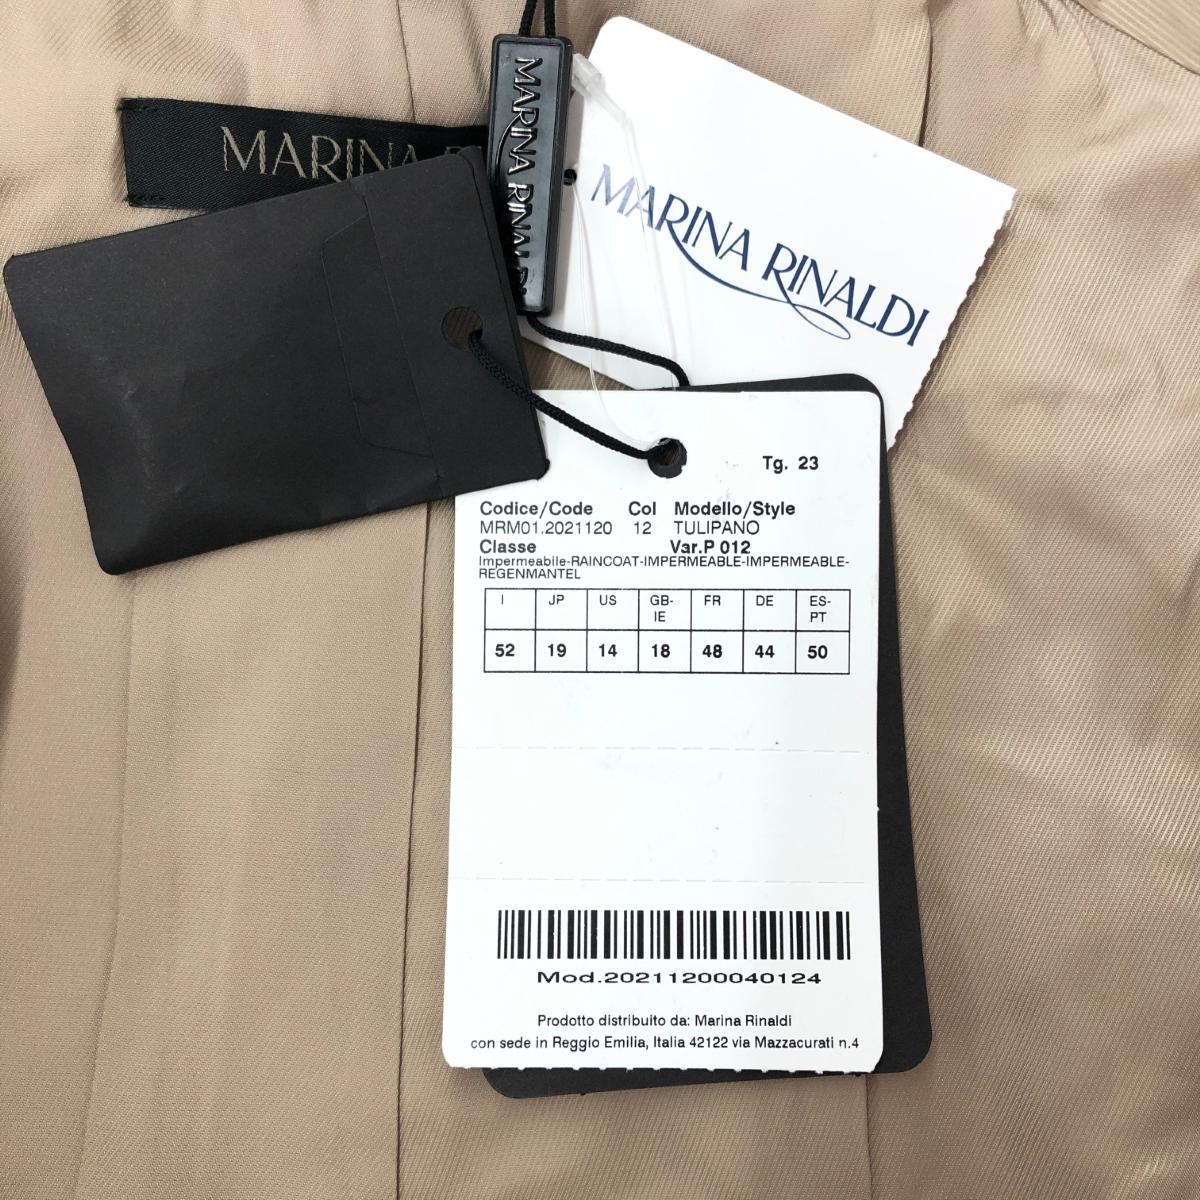 MARINA
MARINA RINALDI
MARINA RINALDI
Tg. 23
Codice/Code Col Modello/Style
MRM01.2021120 12 TULIPANO
Classe Var.P 012
Impermeabile-RAINCOAT-IMPERMEABLE-IMPERMEABLE-
REGENMANTEL
I JP US GB-IE FR DE ES-PT
52 19 14 18 48 44 50
Mod.20211200040124
Prodotto distribuito da: Marina Rinaldi
con sede in Reggio Emilia, Italia 42122 via Mazzacurati n.4